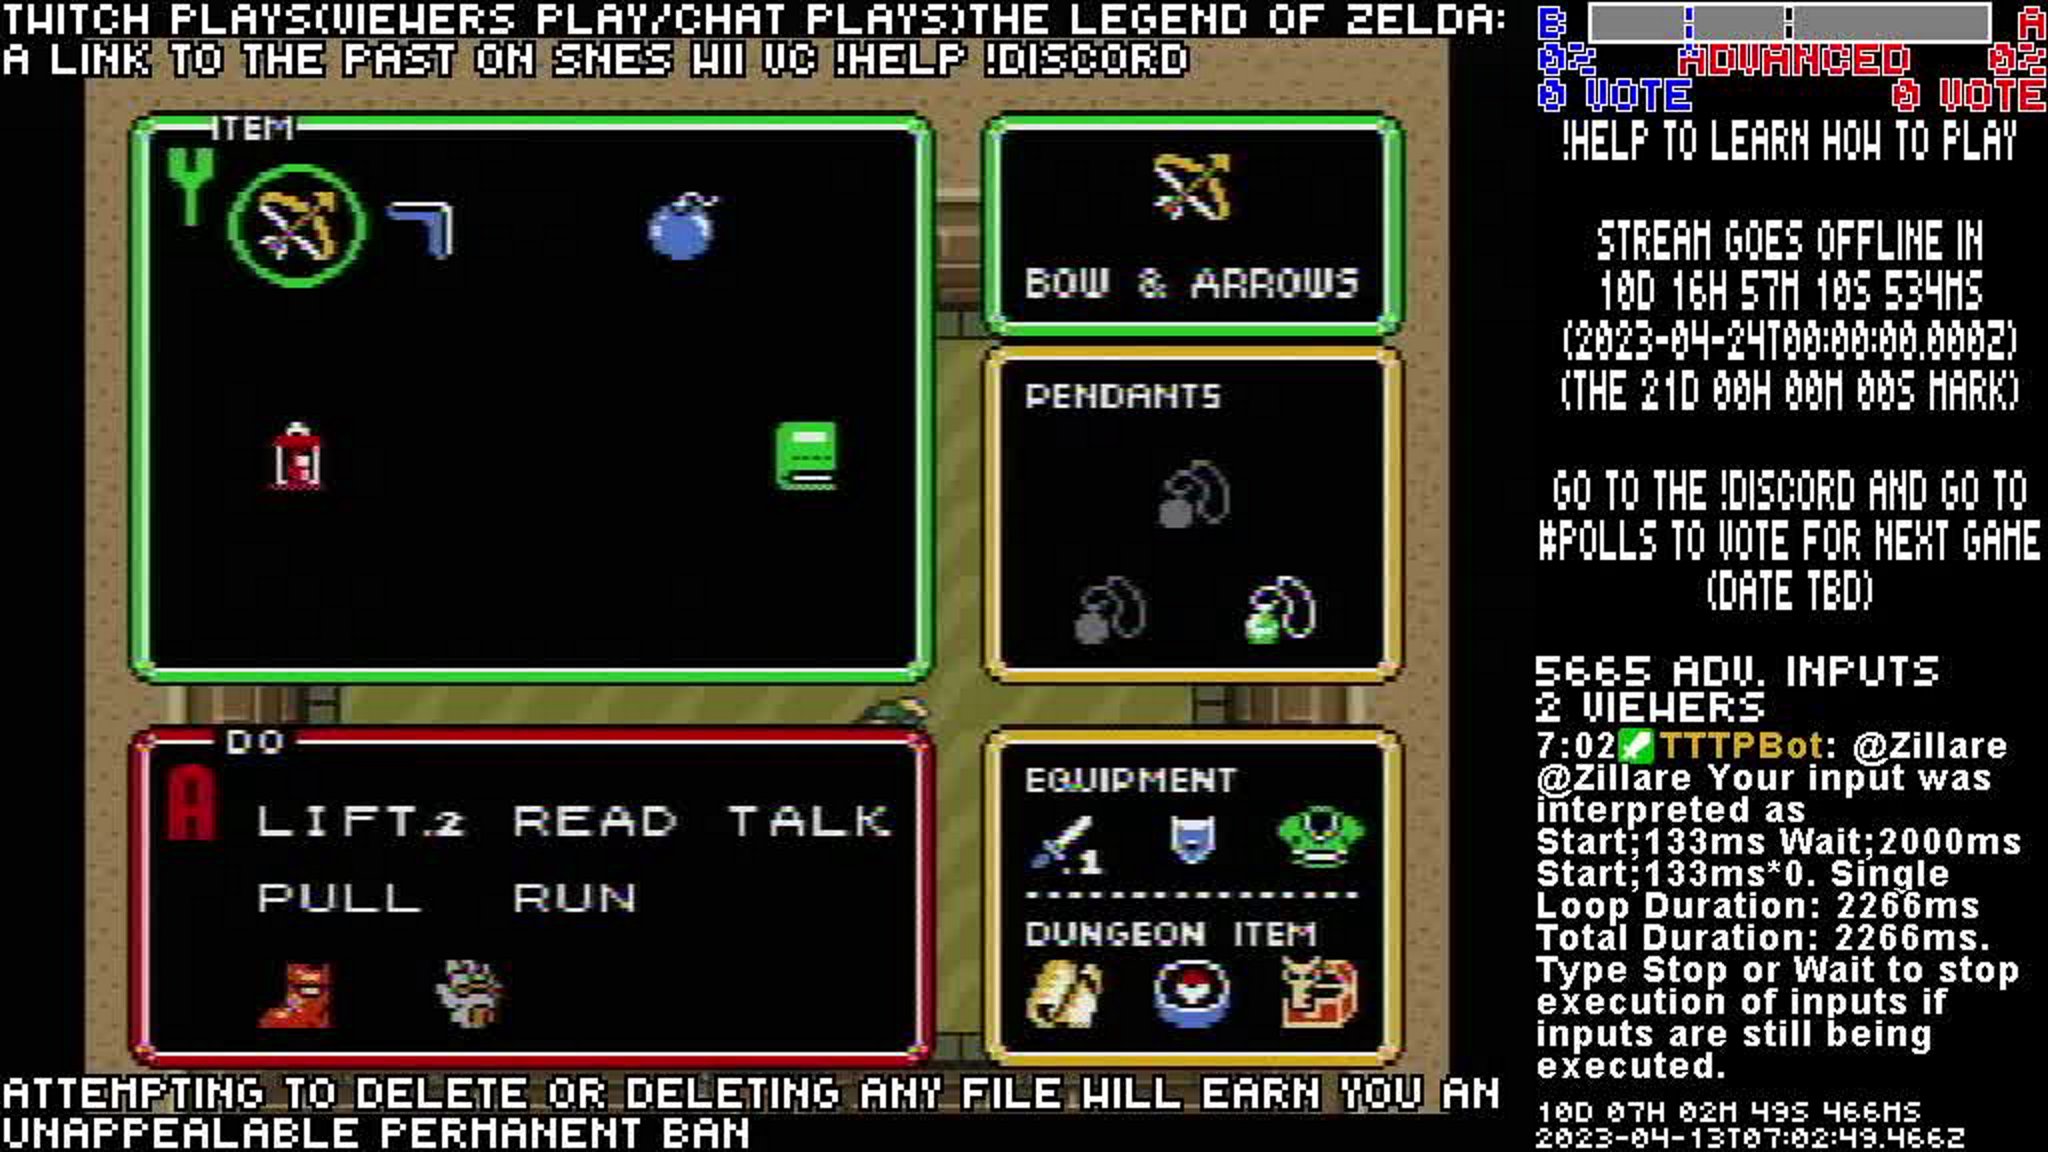 TWITCH PLAYS(VIEWERS PLAY/CHAT PLAYS)THE LEGEND OF ZELDA:
A LINK TO THE PAST ON SNES WII VC !HELP !DISCORD
ITEM
Y
BOW & ARROWS
PENDANTS
DO
A
LIFT.2 READ TALK
PULL RUN
EQUIPMENT
.1
DUNGEON ITEM
ATTEMPTING TO DELETE OR DELETING ANY FILE WILL EARN YOU AN
UNAPPEALABLE PERMANENT BAN
B A
0% ADVANCED 0%
0 VOTE 0 VOTE
!HELP TO LEARN HOW TO PLAY
STREAM GOES OFFLINE IN
10D 16H 57M 10S 534MS
(2023-04-24T00:00:00.000Z)
(THE 21D 00H 00M 00S MARK)
GO TO THE !DISCORD AND GO TO
#POLLS TO VOTE FOR NEXT GAME
(DATE TBD)
5665 ADV. INPUTS
2 VIEWERS
7:02 TTTPBot: @Zillare
@Zillare Your input was
interpreted as
Start;133ms Wait;2000ms
Start;133ms*0. Single
Loop Duration: 2266ms
Total Duration: 2266ms.
Type Stop or Wait to stop
execution of inputs if
inputs are still being
executed.
10D 07H 02M 49S 466MS
2023-04-13T07:02:49.466Z